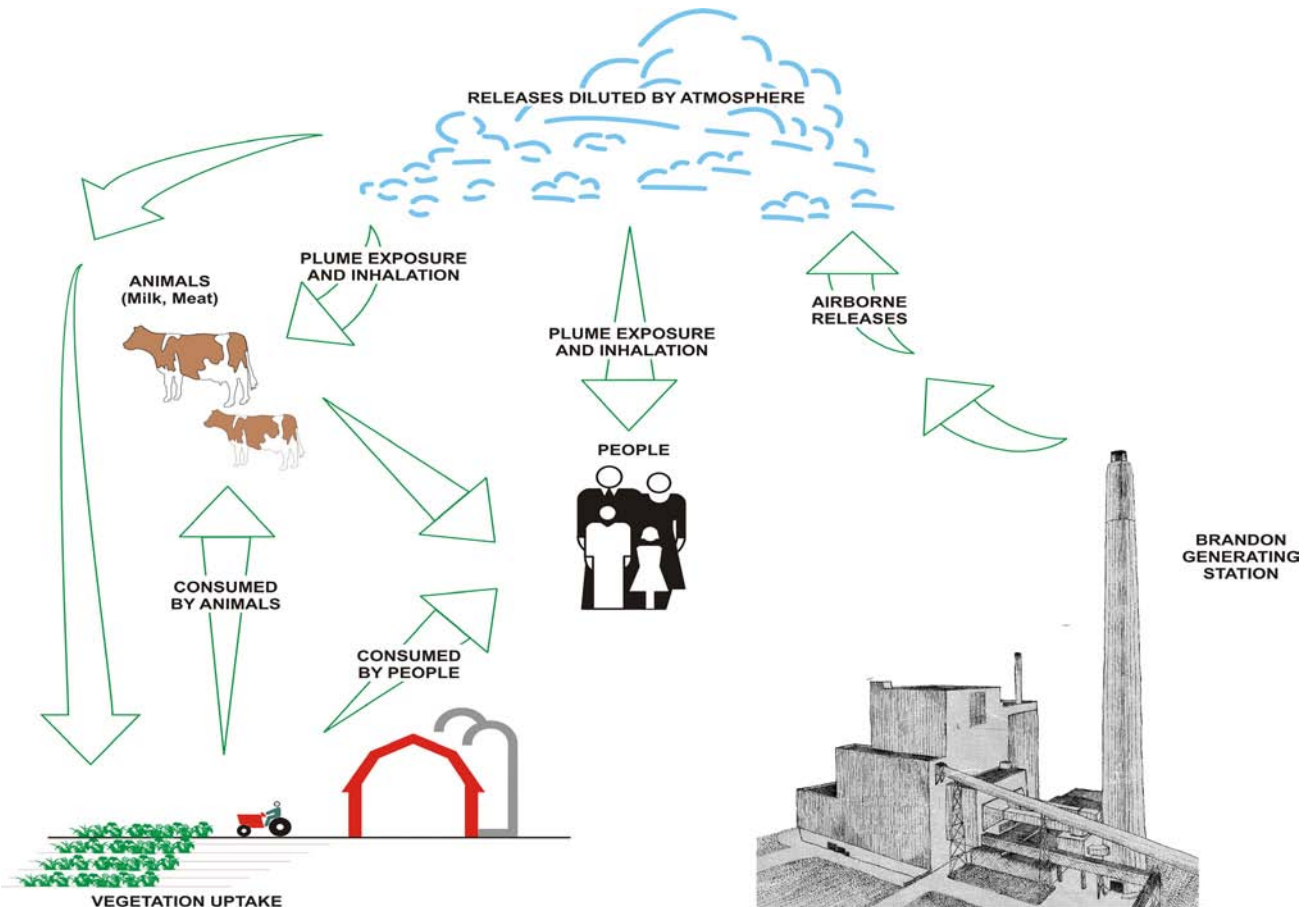 RELEASES DILUTED BY ATMOSPHERE
PLUME EXPOSURE
AND INHALATION
ANIMALS
(Milk, Meat)
AIRBORNE
RELEASES
PLUME EXPOSURE
AND INHALATION
PEOPLE
BRANDON
GENERATING
STATION
CONSUMED
BY ANIMALS
CONSUMED
BY PEOPLE
VEGETATION UPTAKE